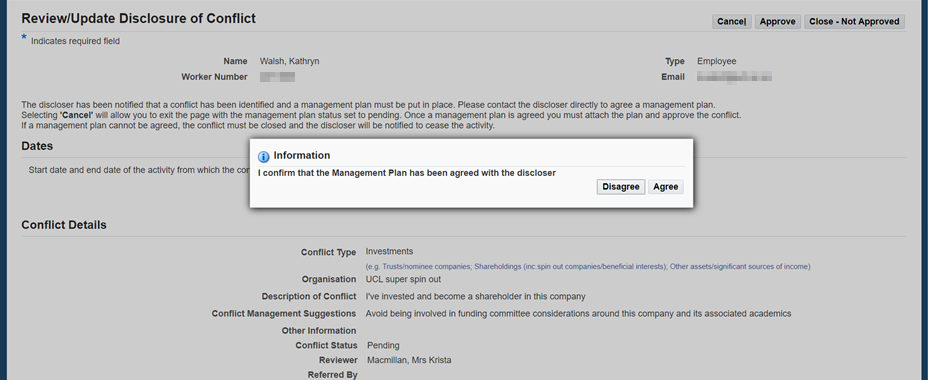 Review/Update Disclosure of Conflict
Cancel Approve Close - Not Approved
* Indicates required field
Name Walsh, Kathryn Type Employee
Worker Number Email
The discloser has been notified that a conflict has been identified and a management plan must be put in place. Please contact the discloser directly to agree a management plan.
Selecting 'Cancel' will allow you to exit the page with the management plan status set to pending. Once a management plan is agreed you must attach the plan and approve the conflict.
If a management plan cannot be agreed, the conflict must be closed and the discloser will be notified to cease the activity.
Dates
Start date and end date of the activity from which the
Information
I confirm that the Management Plan has been agreed with the discloser
Disagree Agree
Conflict Details
Conflict Type Investments
(e.g. Trusts/nominee companies; Shareholdings (inc.spin out companies/beneficial interests); Other assets/significant sources of income)
Organisation UCL super spin out
Description of Conflict I've invested and become a shareholder in this company
Conflict Management Suggestions Avoid being involved in funding committee considerations around this company and its associated academics
Other Information
Conflict Status Pending
Reviewer Macmillan, Mrs Krista
Referred By